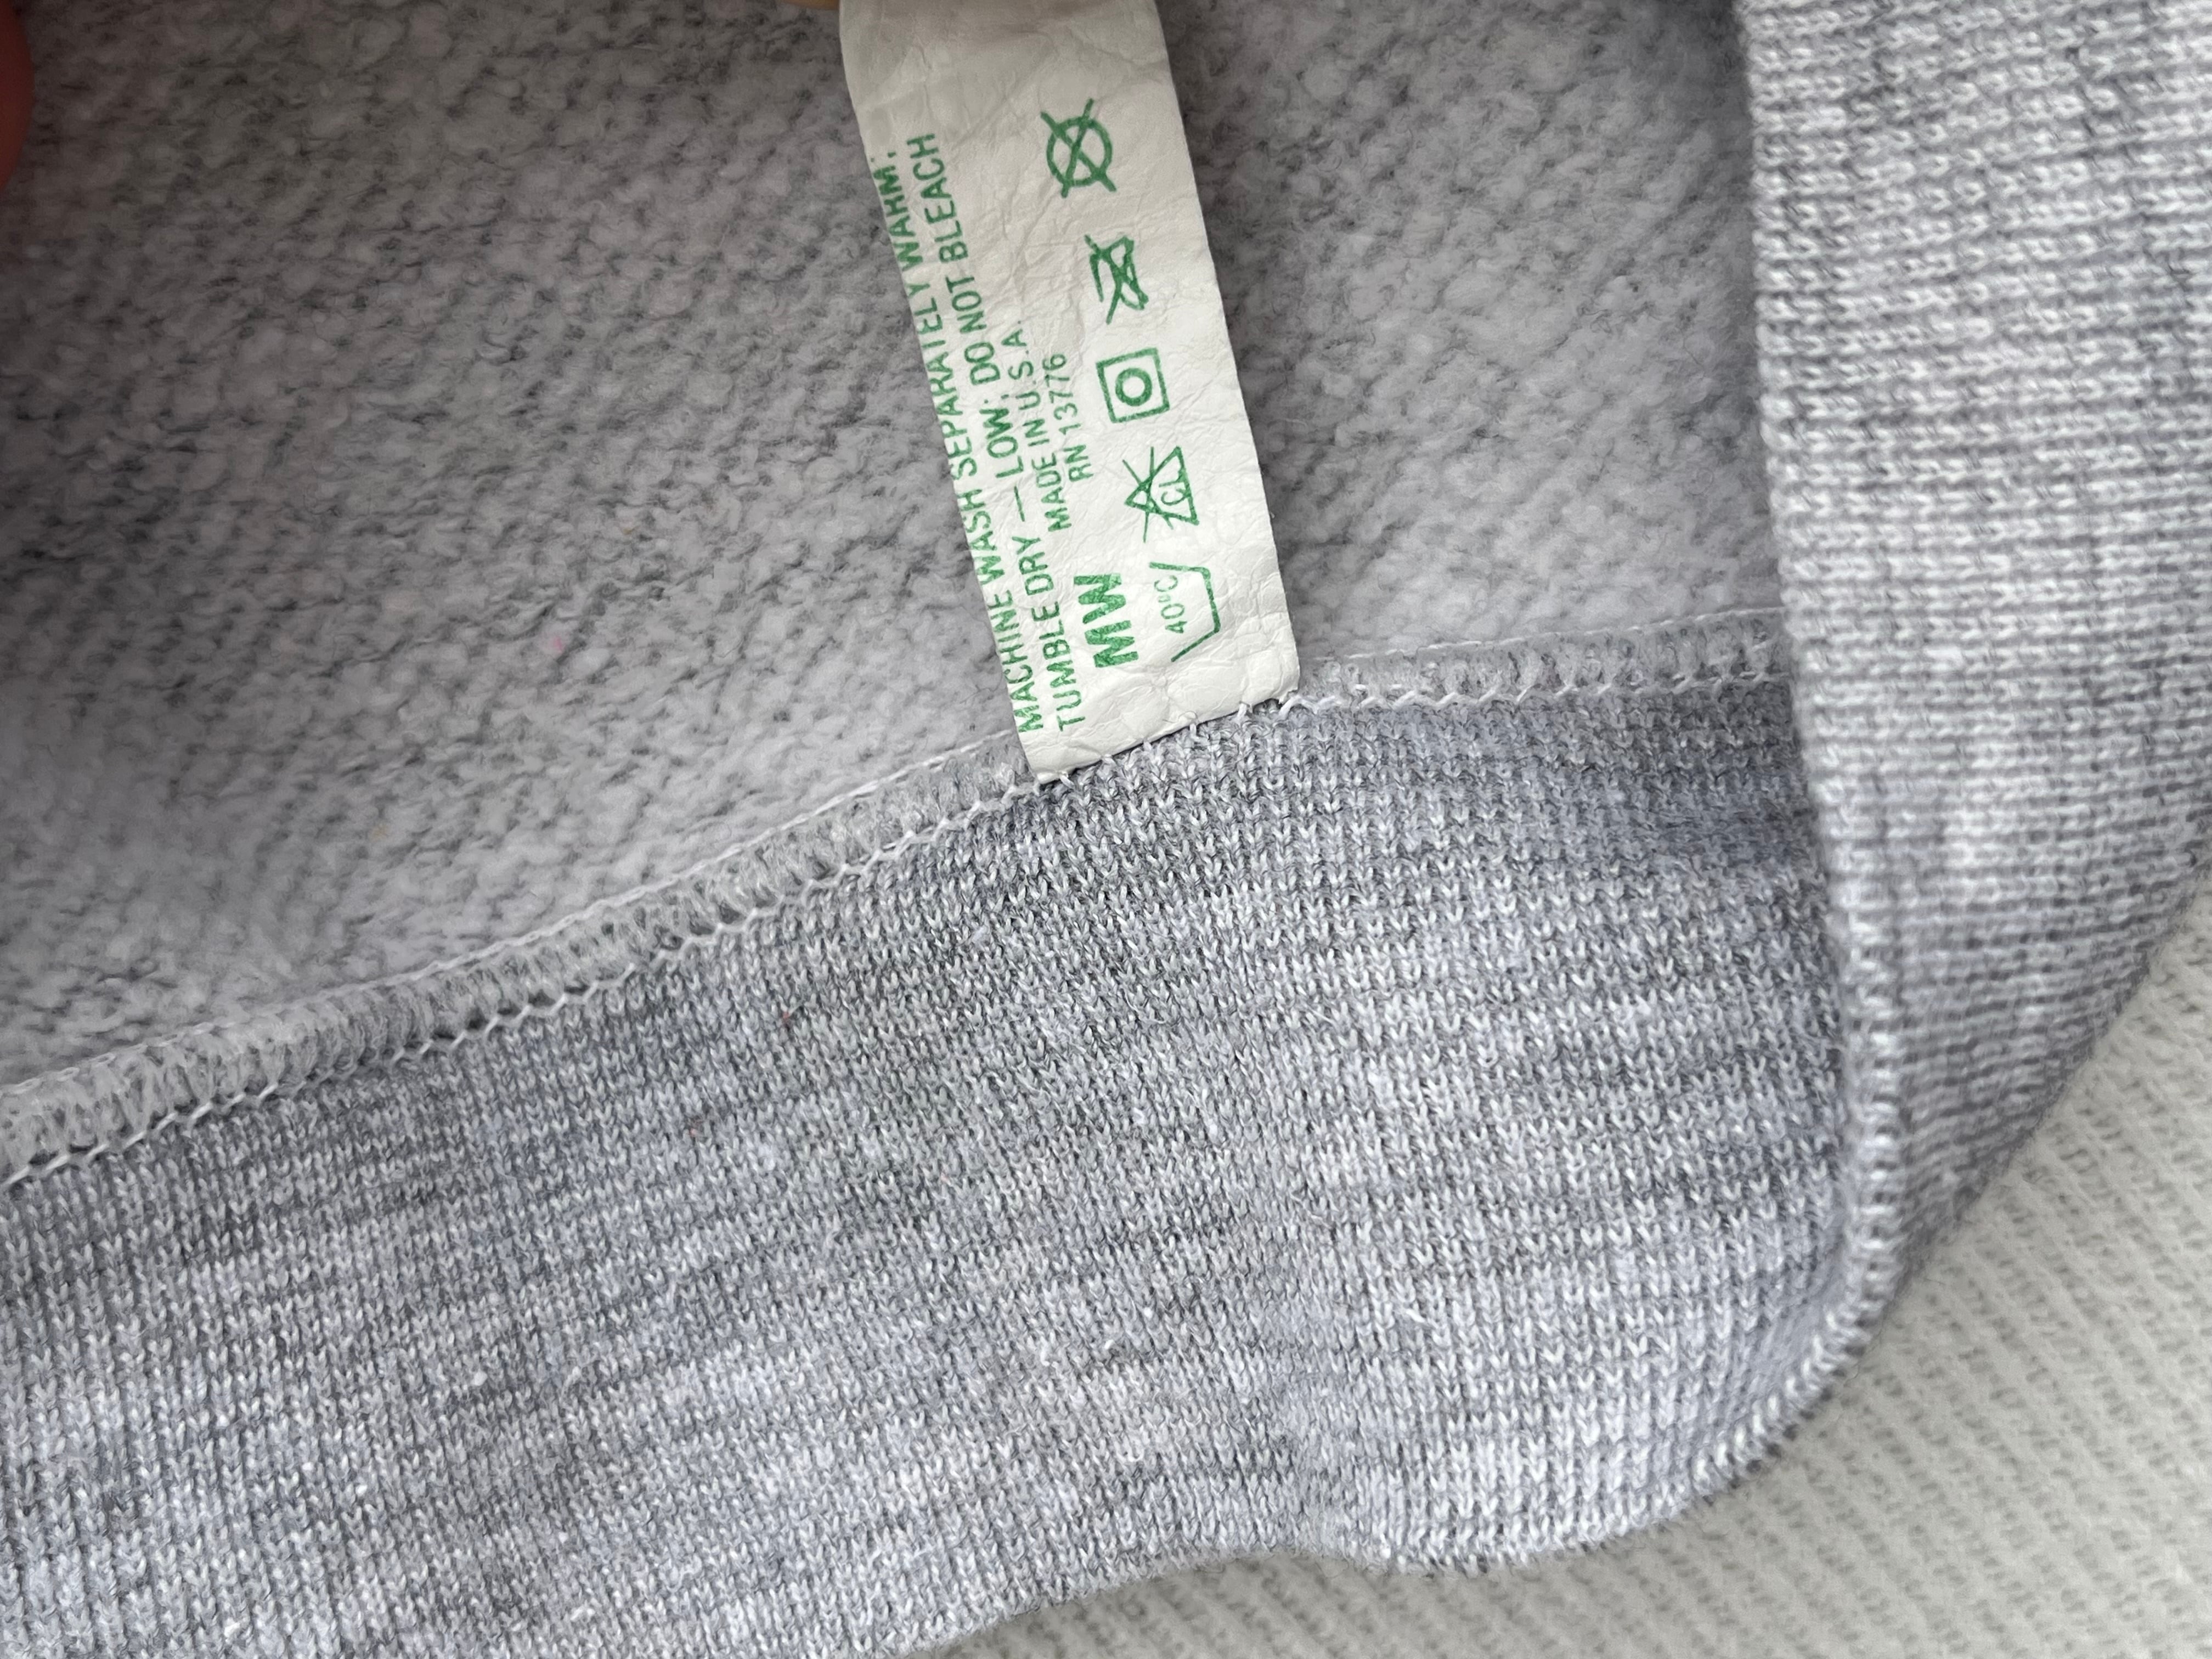 MACHINE WASH SEPARATELY WARM;
TUMBLE DRY — LOW; DO NOT BLEACH
MADE IN U.S.A.
RN 13776
MW
40°C
CL